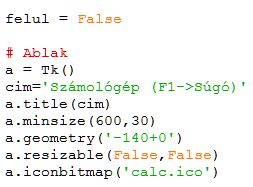 felul = False
# Ablak
a = Tk()
cim='Számológép (F1->Súgó)'
a.title(cim)
a.minsize(600,30)
a.geometry('-140+0')
a.resizable(False,False)
a.iconbitmap('calc.ico')